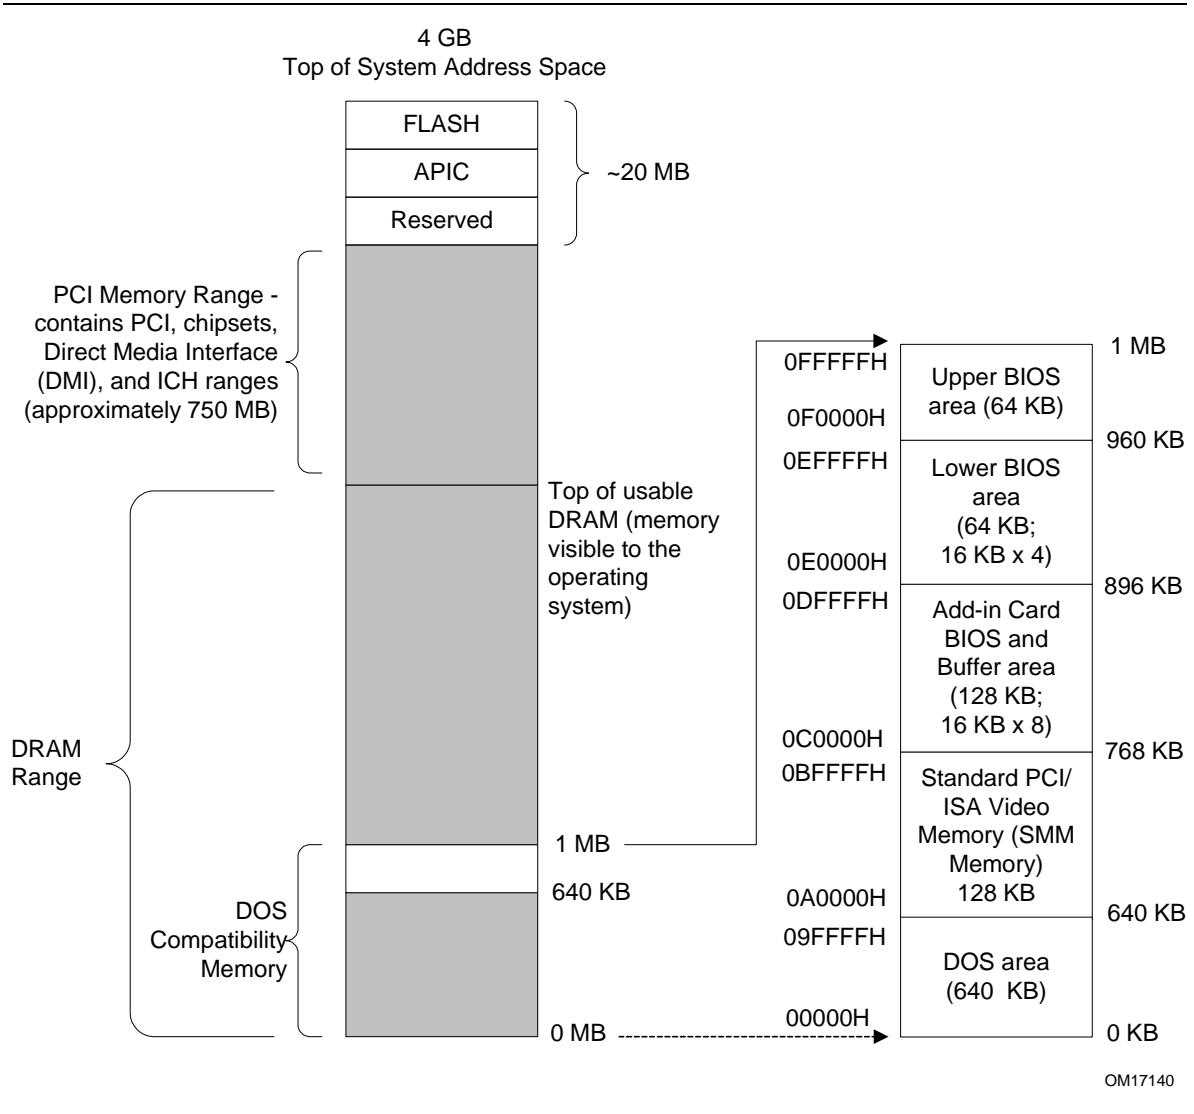 4 GB
Top of System Address Space
FLASH
APIC
Reserved
~20 MB
PCI Memory Range -
contains PCI, chipsets,
Direct Media Interface
(DMI), and ICH ranges
(approximately 750 MB)
Top of usable
DRAM (memory
visible to the
operating
system)
DRAM
Range
1 MB
640 KB
DOS
Compatibility
Memory
0 MB
0FFFFFH
0F0000H
0EFFFFH
0E0000H
0DFFFFH
0C0000H
0BFFFFH
0A0000H
09FFFFH
00000H
Upper BIOS
area (64 KB)
Lower BIOS
area
(64 KB;
16 KB x 4)
Add-in Card
BIOS and
Buffer area
(128 KB;
16 KB x 8)
Standard PCI/
ISA Video
Memory (SMM
Memory)
128 KB
DOS area
(640 KB)
1 MB
960 KB
896 KB
768 KB
640 KB
0 KB
OM17140